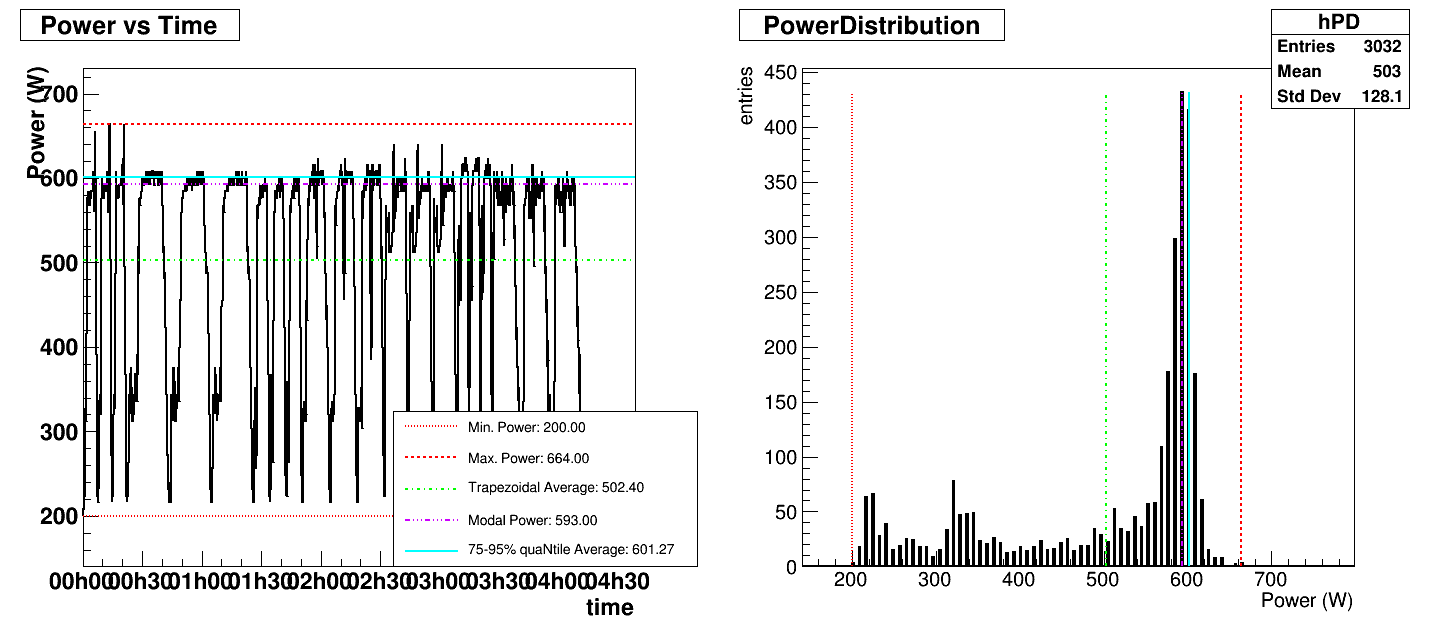 Power vs Time
Power (W)
700
600
500
400
300
200
Min. Power: 200.00
Max. Power: 664.00
Trapezoidal Average: 502.40
Modal Power: 593.00
75-95% quaNtile Average: 601.27
00h00 00h30 01h00 01h30 02h00 02h30 03h00 03h30 04h00 04h30
time
PowerDistribution
hPD
Entries 3032
Mean 503
Std Dev 128.1
entries
450
400
350
300
250
200
150
100
50
0
200 300 400 500 600 700
Power (W)